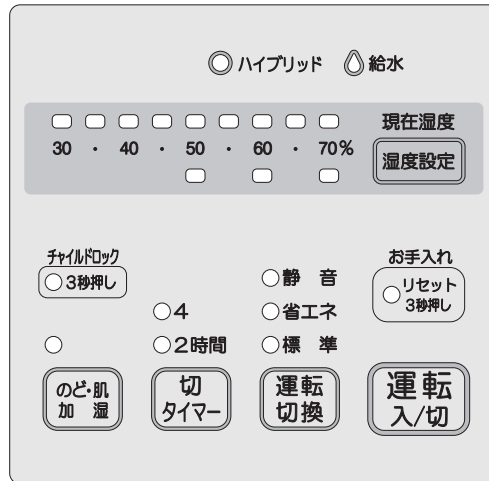 ハイブリッド 給水
現在湿度
30 ・ 40 ・ 50 ・ 60 ・ 70%
湿度設定
チャイルドロック
3秒押し
お手入れ
リセット
3秒押し
静 音
4 省エネ
2時間 標 準
のど・肌
加 湿
切
タイマー
運転
切換
運転
入/切